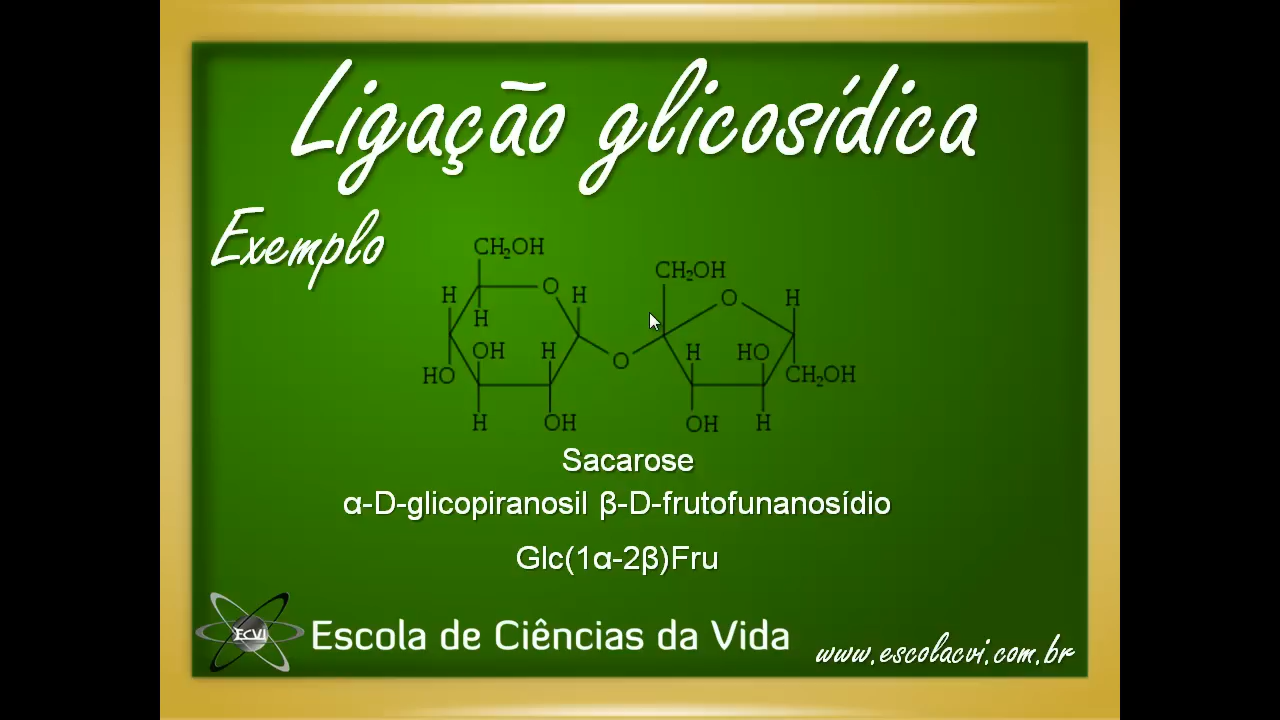 Ligação glicosídica
Exemplo
CH₂OH
CH₂OH
O H O H
H
H
OH H H HO
HO O CH₂OH
H OH OH H
Sacarose
α-D-glicopiranosil β-D-frutofunanosídio
Glc(1α-2β)Fru
ECVI Escola de Ciências da Vida
www.escolacvi.com.br